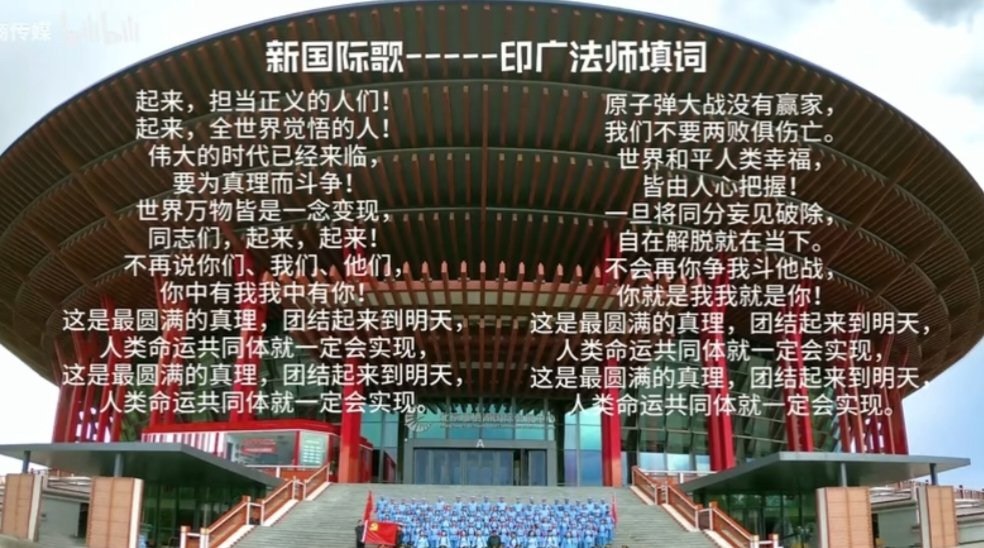 传媒
新国际歌-----印广法师填词
起来，担当正义的人们！
起来，全世界觉悟的人！
伟大的时代已经来临，
要为真理而斗争！
世界万物皆是一念变现，
同志们，起来，起来！
不再说你们、我们、他们，
你中有我我中有你！
这是最圆满的真理，团结起来到明天，
人类命运共同体就一定会实现，
这是最圆满的真理，团结起来到明天，
人类命运共同体就一定会实现。
原子弹大战没有赢家，
我们不要两败俱伤亡。
世界和平人类幸福，
皆由人心把握！
一旦将同分妄见破除，
自在解脱就在当下。
不会再你争我斗他战，
你就是我我就是你！
这是最圆满的真理，团结起来到明天，
人类命运共同体就一定会实现，
这是最圆满的真理，团结起来到明天，
人类命运共同体就一定会实现。
A